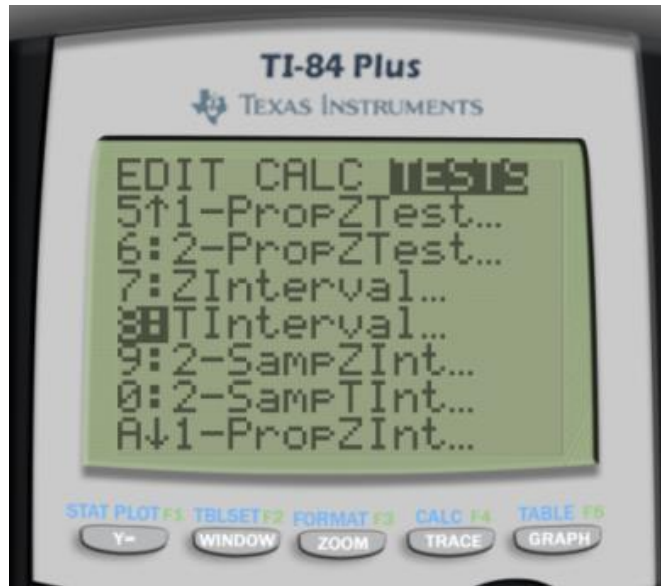 TI-84 Plus
TEXAS INSTRUMENTS
EDIT CALC TESTS
5↑1-PropZTest…
6:2-PropZTest…
7:ZInterval…
8:TInterval…
9:2-SampZInt…
0:2-SampTInt…
A↓1-PropZInt…
STAT PLOT F1 TBLSET F2 FORMAT F3 CALC F4 TABLE F5
Y= WINDOW ZOOM TRACE GRAPH